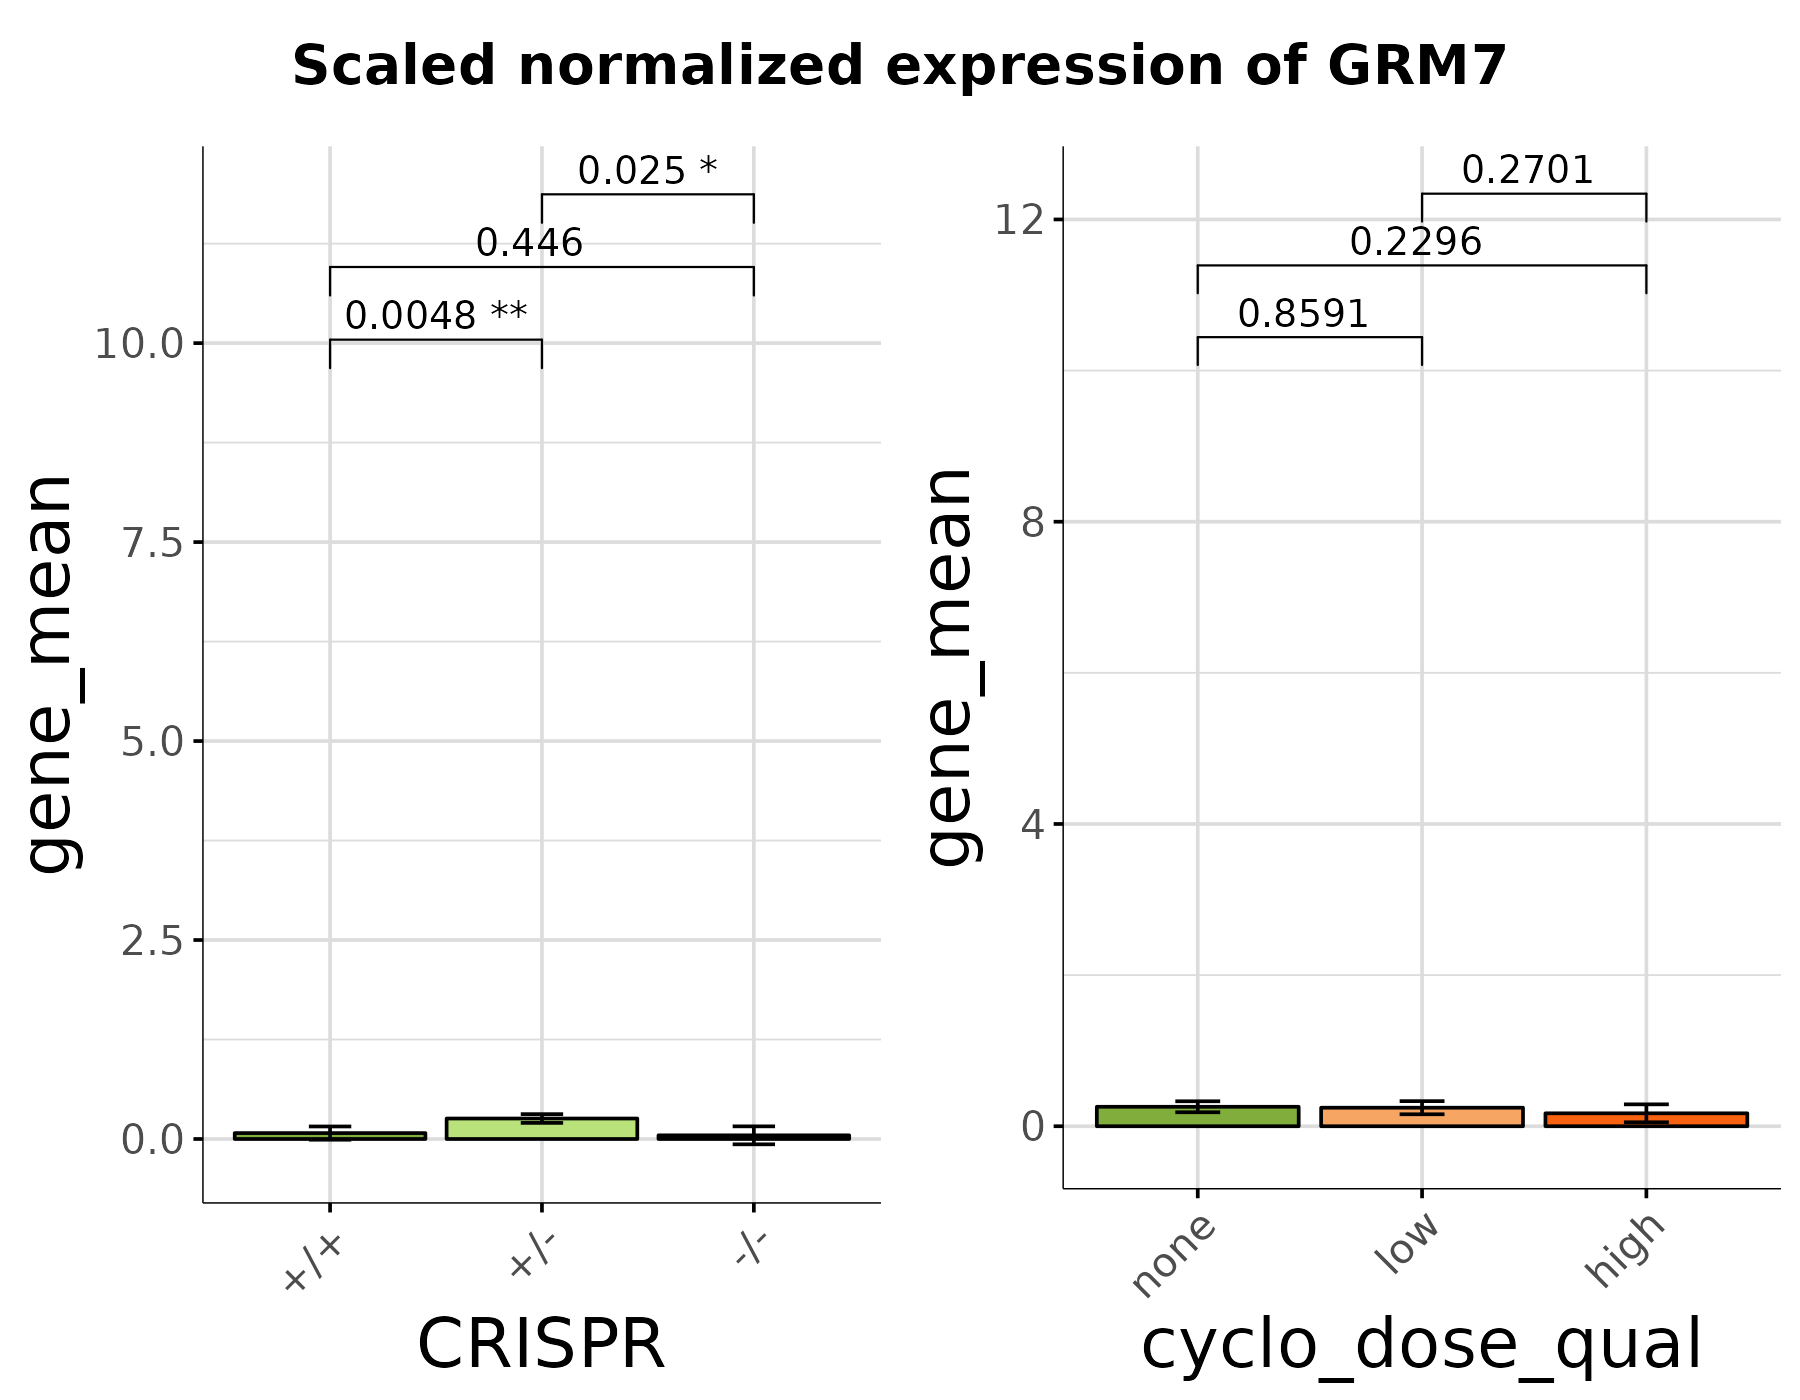 Scaled normalized expression of GRM7
gene_mean
10.0
7.5
5.0
2.5
0.0
0.025 *
0.446
0.0048 **
+/+
+/-
-/-
CRISPR
gene_mean
12
8
4
0
0.2701
0.2296
0.8591
none
low
high
cyclo_dose_qual